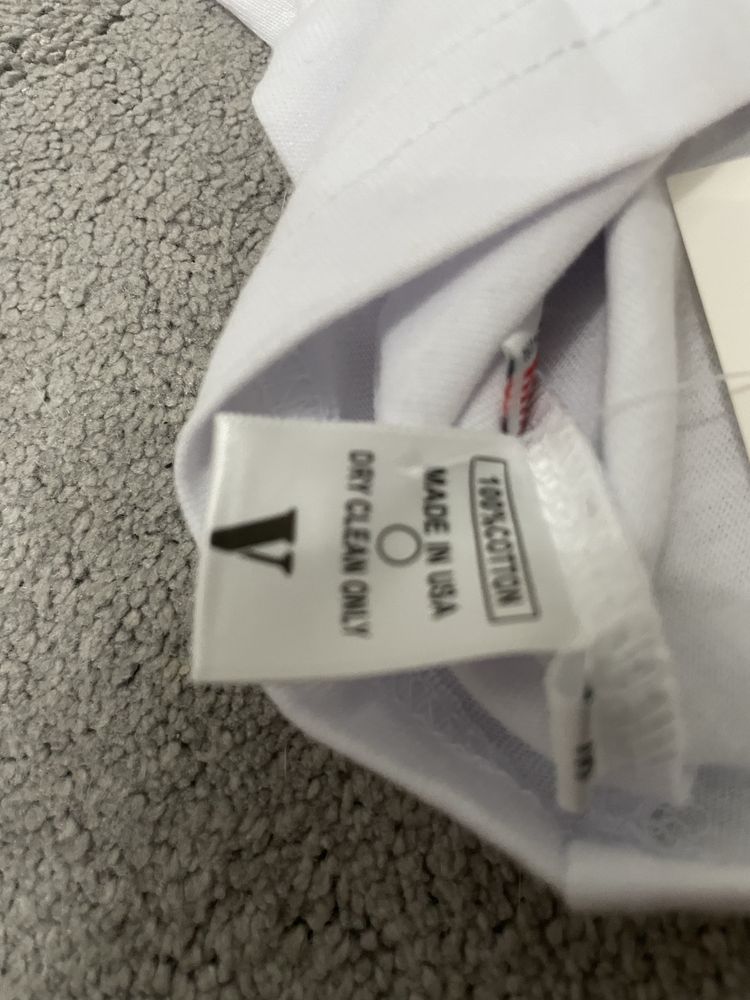 100%COTTON
MADE IN USA
DRY CLEAN ONLY
V